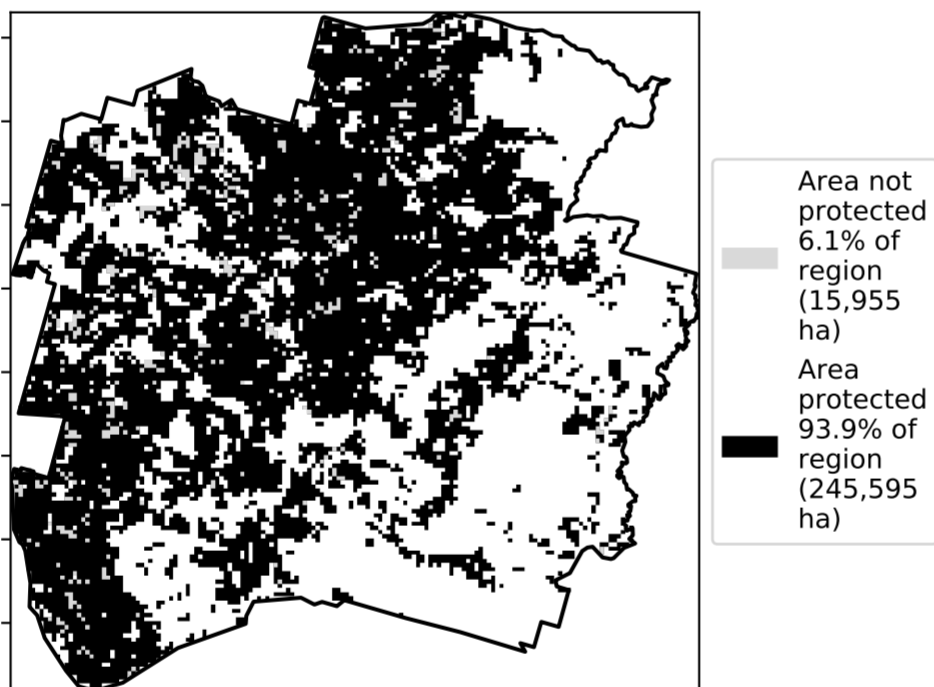 Area not
protected
6.1% of
region
(15,955
ha)
Area
protected
93.9% of
region
(245,595
ha)